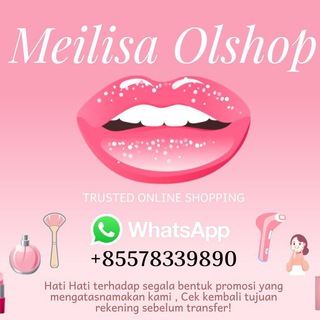 Meilisa Olshop
TRUSTED ONLINE SHOPPING
WhatsApp
+85578339890
Hati Hati terhadap segala bentuk promosi yang
mengatasnamakan kami , Cek kembali tujuan
rekening sebelum transfer!